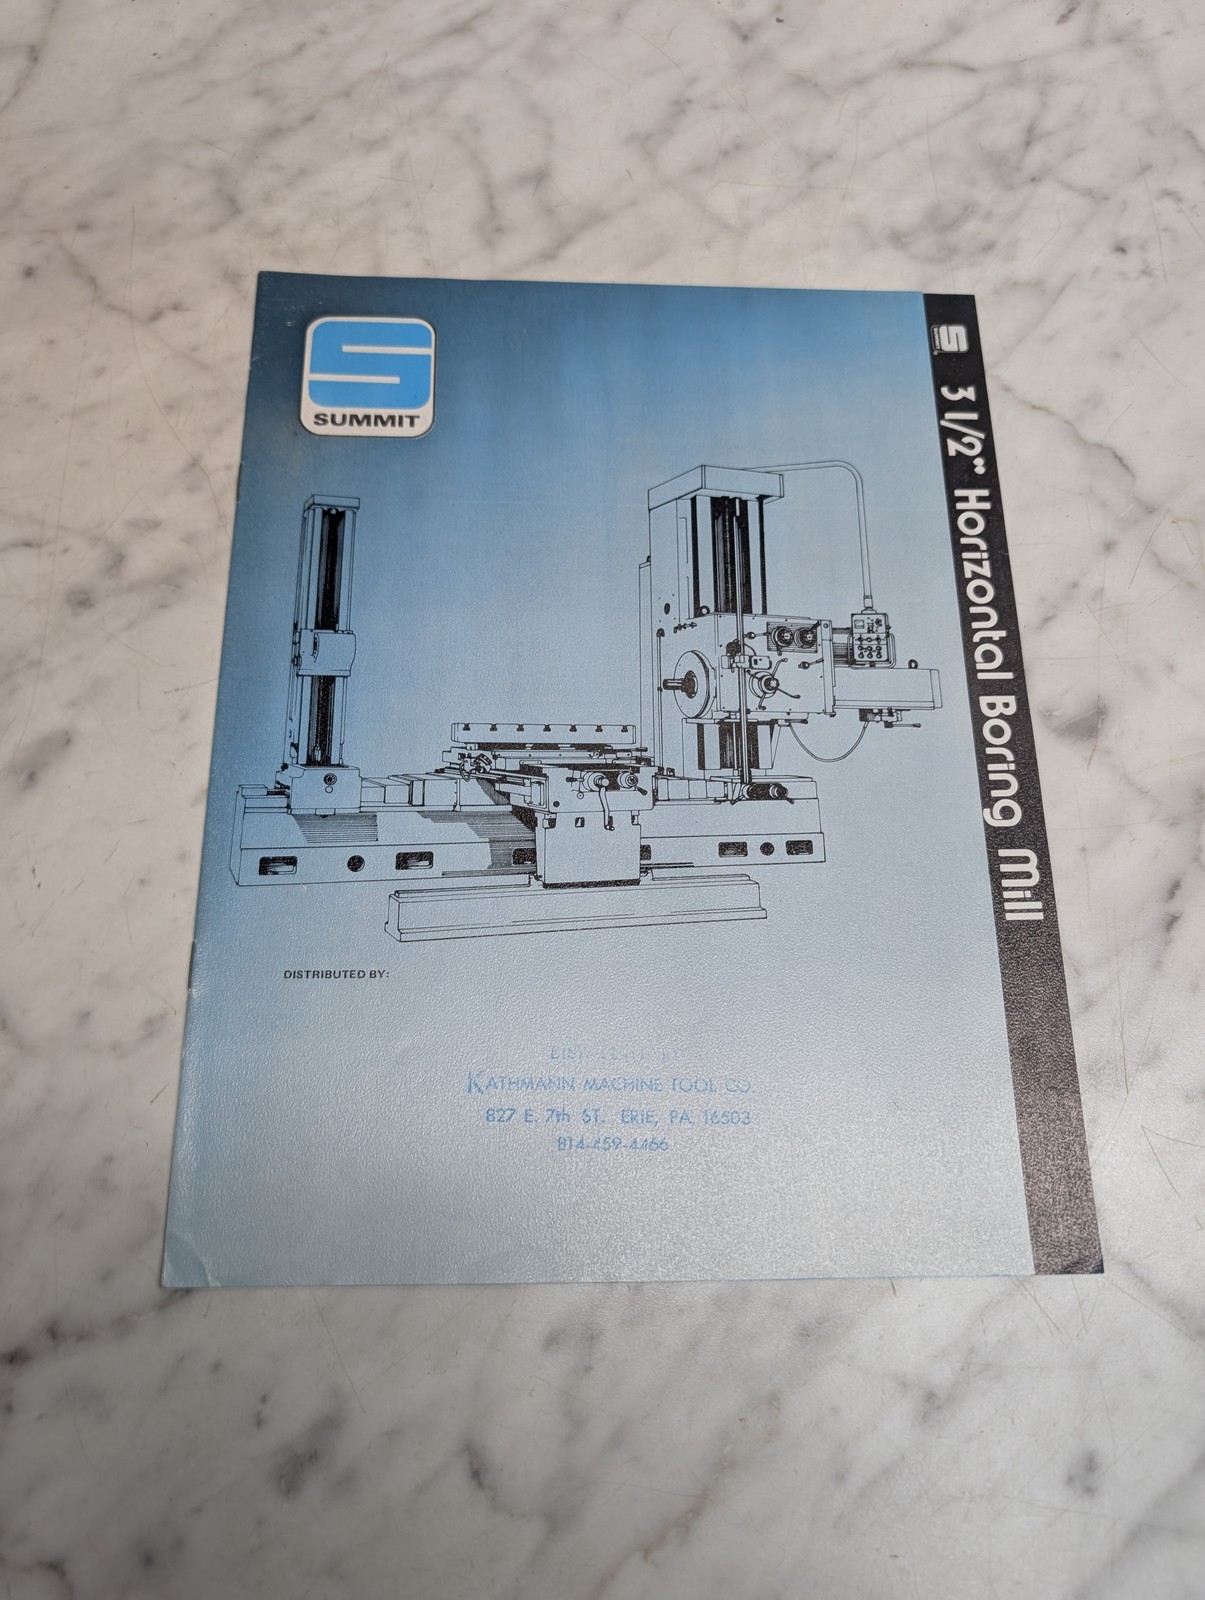 SUMMIT
3 1/2" Horizontal Boring Mill
DISTRIBUTED BY:
KATHMANN MACHINE TOOL CO.
827 E. 7th ST. ERIE, PA. 16503
814-459-4466